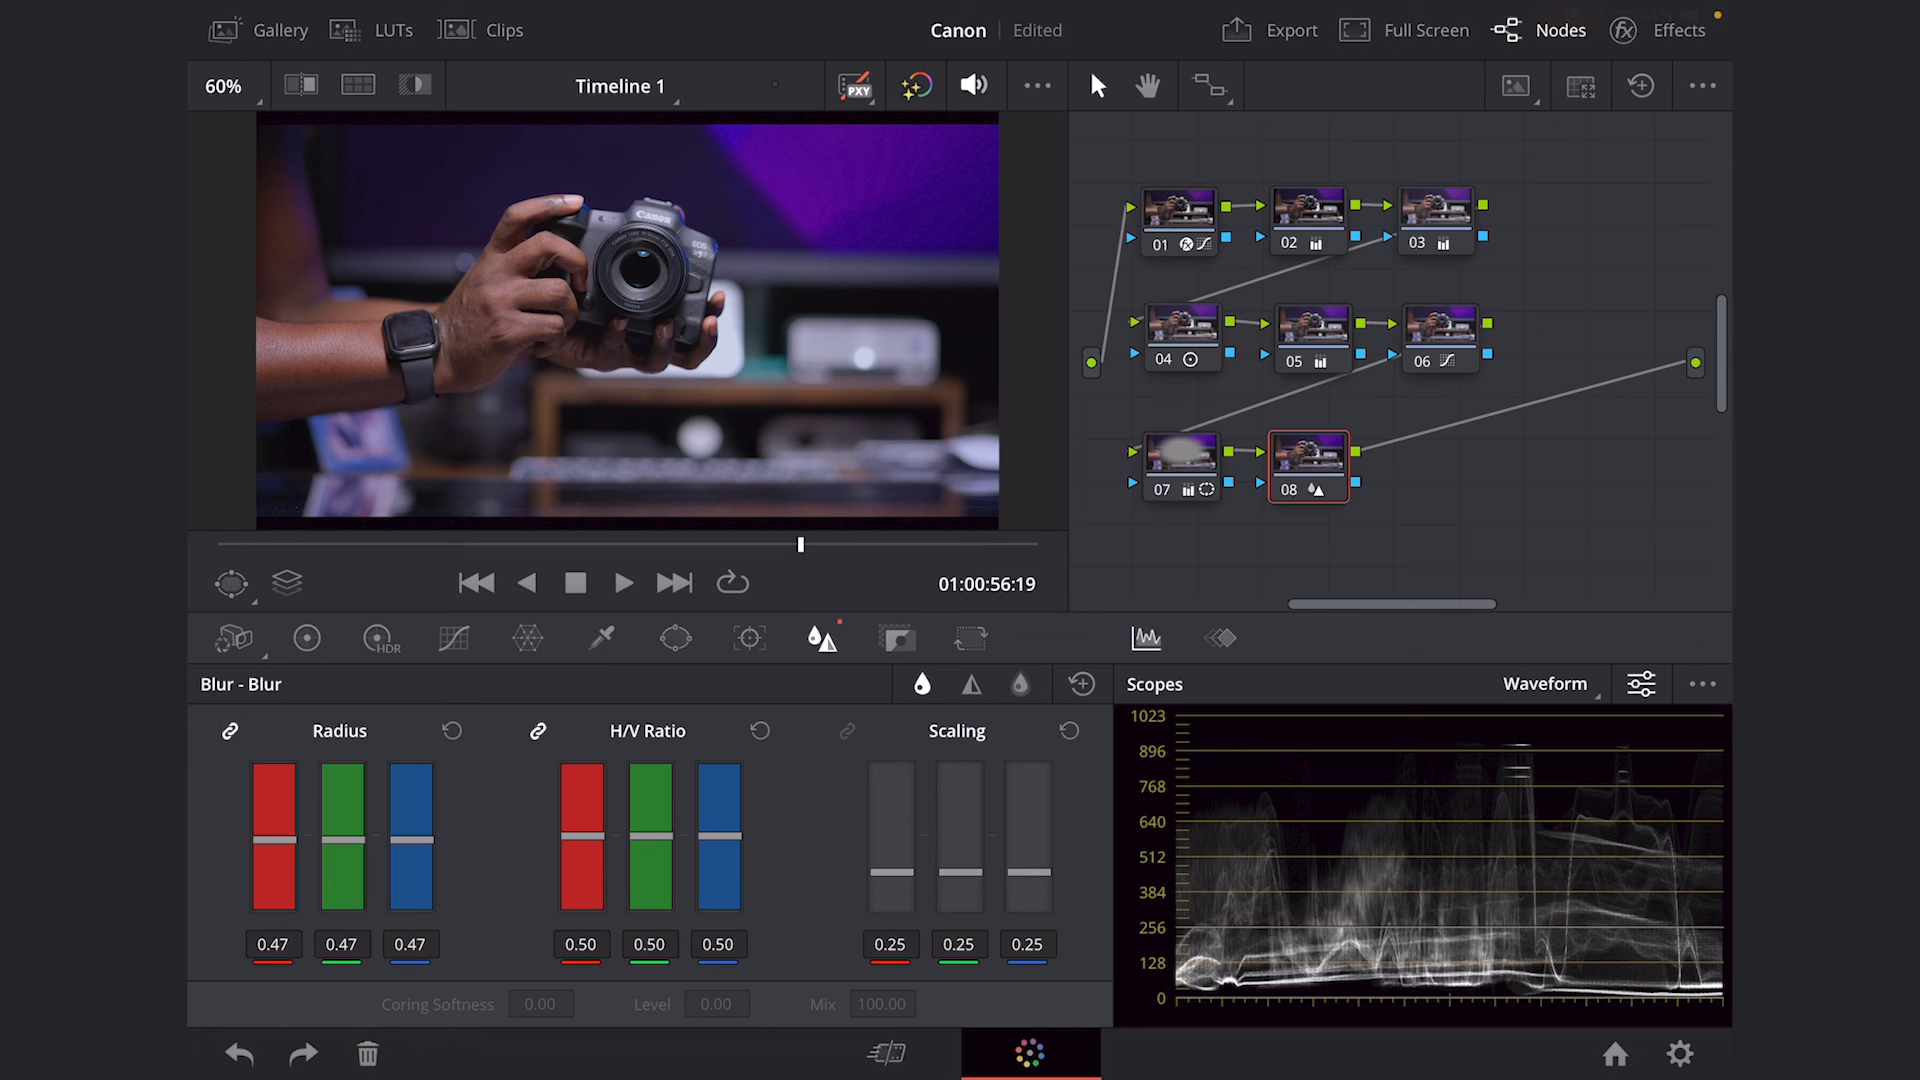 Gallery
LUTs
Clips
Canon
Edited
Export
Full Screen
Nodes
Effects
60%
Timeline 1
PXY
Canon
EOS
01
02
03
04
05
06
07
08
01:00:56:19
HDR
Blur - Blur
Scopes
Waveform
Radius
H/V Ratio
Scaling
0.47
0.47
0.47
0.50
0.50
0.50
0.25
0.25
0.25
Coring Softness
0.00
Level
0.00
Mix
100.00
1023
896
768
640
512
384
256
128
0